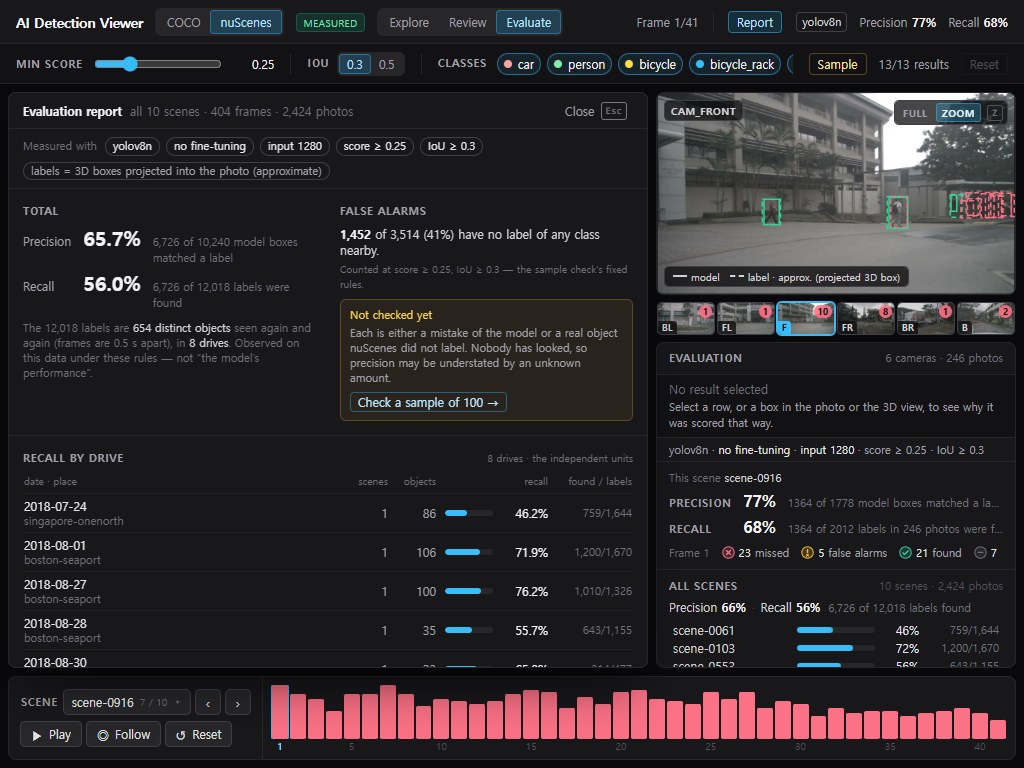 AI Detection Viewer COCO nuScenes MEASURED Explore Review Evaluate Frame 1/41 Report yolov8n Precision 77% Recall 68%
MIN SCORE 0.25 IOU 0.3 0.5 CLASSES car person bicycle bicycle_rack Sample 13/13 results Reset
Evaluation report all 10 scenes · 404 frames · 2,424 photos Close Esc
Measured with yolov8n no fine-tuning input 1280 score ≥ 0.25 IoU ≥ 0.3
labels = 3D boxes projected into the photo (approximate)
TOTAL
Precision 65.7% 6,726 of 10,240 model boxes
matched a label
Recall 56.0% 6,726 of 12,018 labels were
found
The 12,018 labels are 654 distinct objects seen again and
again (frames are 0.5 s apart), in 8 drives. Observed on
this data under these rules — not "the model's
performance".
FALSE ALARMS
1,452 of 3,514 (41%) have no label of any class
nearby.
Counted at score ≥ 0.25, IoU ≥ 0.3 — the sample check's fixed
rules.
Not checked yet
Each is either a mistake of the model or a real object
nuScenes did not label. Nobody has looked, so
precision may be understated by an unknown
amount.
Check a sample of 100 →
RECALL BY DRIVE 8 drives · the independent units
date · place scenes objects recall found / labels
2018-07-24
singapore-onenorth
1 86 46.2% 759/1,644
2018-08-01
boston-seaport
1 106 71.9% 1,200/1,670
2018-08-27
boston-seaport
1 100 76.2% 1,010/1,326
2018-08-28
boston-seaport
1 35 55.7% 643/1,155
2018-08-30
CAM_FRONT FULL ZOOM Z
model label · approx. (projected 3D box)
BL 1 FL 1 F 10 FR 8 BR 1 B 2
EVALUATION 6 cameras · 246 photos
No result selected
Select a row, or a box in the photo or the 3D view, to see why it
was scored that way.
yolov8n · no fine-tuning · input 1280 · score ≥ 0.25 · IoU ≥ 0.3
This scene scene-0916
PRECISION 77% 1364 of 1778 model boxes matched a la...
RECALL 68% 1364 of 2012 labels in 246 photos were f...
Frame 1 23 missed 5 false alarms 21 found 7
ALL SCENES 10 scenes · 2,424 photos
Precision 66% · Recall 56% 6,726 of 12,018 labels found
scene-0061 46% 759/1,644
scene-0103 72% 1,200/1,670
scene-0553 56% 643/1,155
SCENE scene-0916 7 / 10 ‹ ›
Play Follow Reset
1 5 10 15 20 25 30 35 40